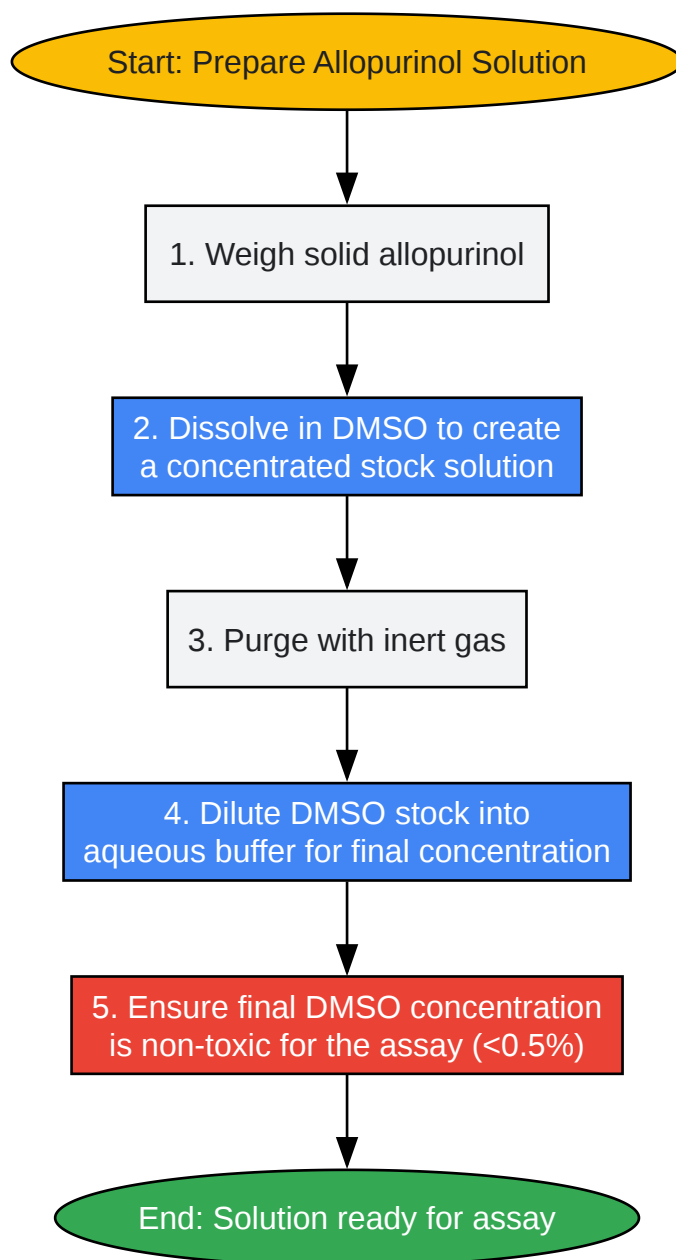 Start: Prepare Allopurinol Solution
1. Weigh solid allopurinol
2. Dissolve in DMSO to create
a concentrated stock solution
3. Purge with inert gas
4. Dilute DMSO stock into
aqueous buffer for final concentration
5. Ensure final DMSO concentration
is non-toxic for the assay (<0.5%)
End: Solution ready for assay